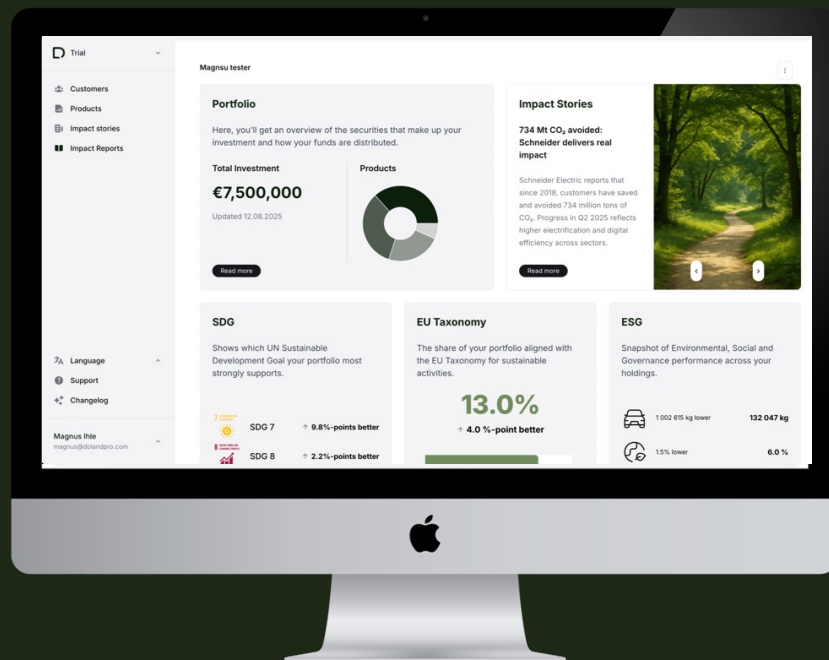 Trial
Customers
Products
Impact stories
Impact Reports
Language
Support
Changelog
Magnus Ihle
magnus@dolandpro.com
Magnsu tester
Portfolio
Here, you'll get an overview of the securities that make up your
investment and how your funds are distributed.
Total Investment
€7,500,000
Updated 12.08.2025
Read more
Products
Impact Stories
734 Mt CO₂ avoided:
Schneider delivers real
impact
Schneider Electric reports that
since 2018, customers have saved
and avoided 734 million tons of
CO₂. Progress in Q2 2025 reflects
higher electrification and digital
efficiency across sectors.
Read more
SDG
Shows which UN Sustainable
Development Goal your portfolio most
strongly supports.
7
SDG 7 ↑ 9.8%-points better
8
SDG 8 ↑ 2.2%-points better
EU Taxonomy
The share of your portfolio aligned with
the EU Taxonomy for sustainable
activities.
13.0%
↑ 4.0 %-point better
ESG
Snapshot of Environmental, Social and
Governance performance across your
holdings.
1 002 615 kg lower 132 047 kg
1.5% lower 6.0 %